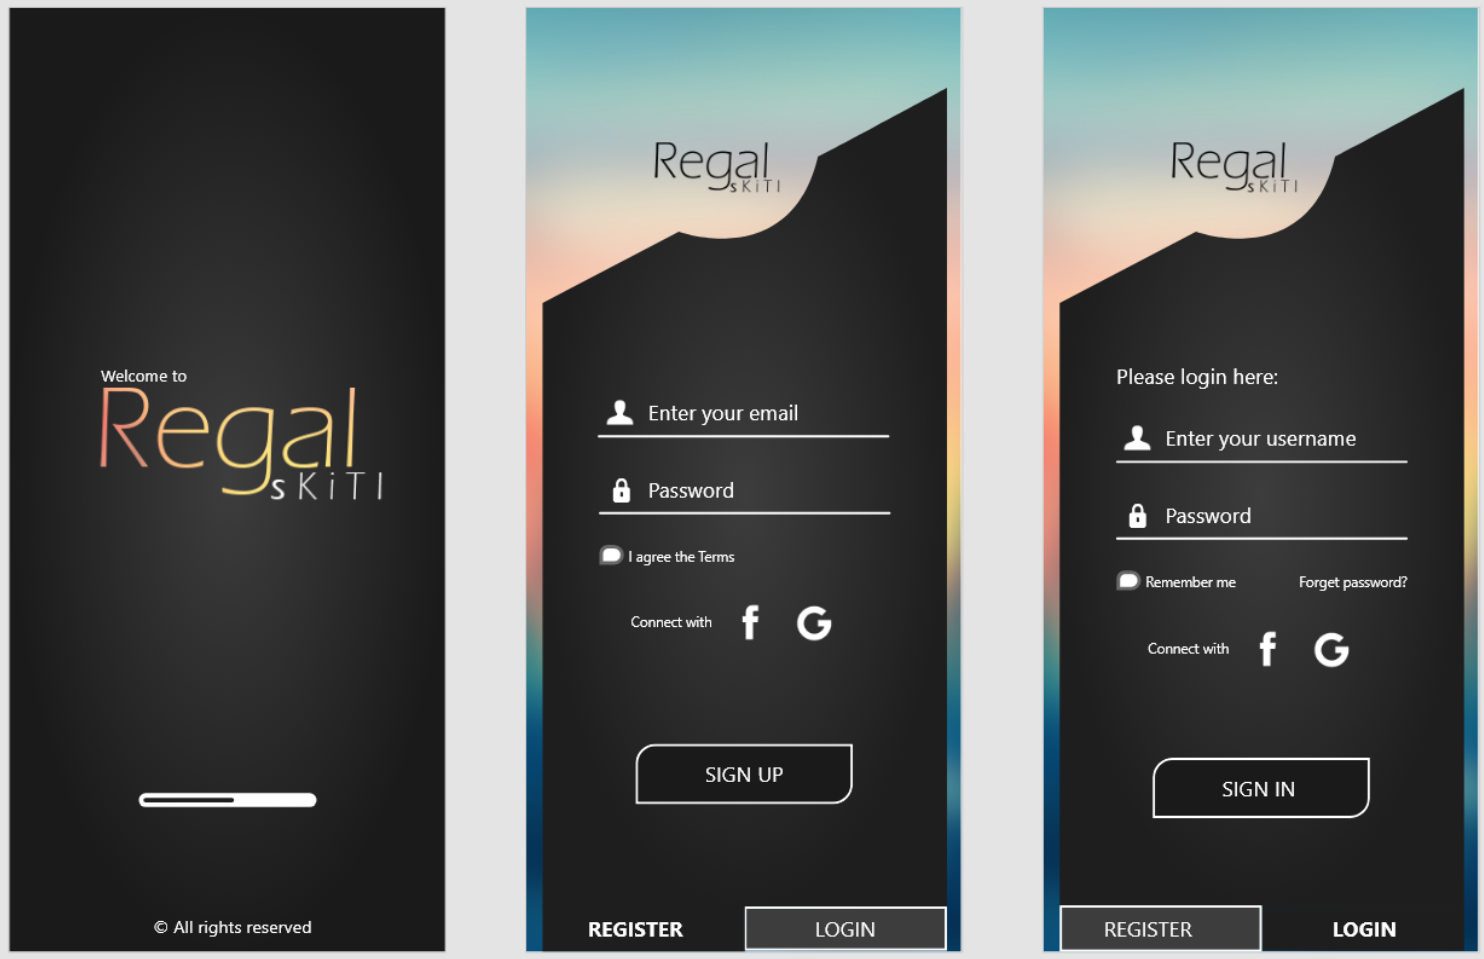 Welcome to
Regal
sKiTI
© All rights reserved
Regal
sKiTI
Enter your email
Password
I agree the Terms
Connect with
SIGN UP
REGISTER LOGIN
Regal
sKiTI
Please login here:
Enter your username
Password
Remember me Forget password?
Connect with
SIGN IN
REGISTER LOGIN